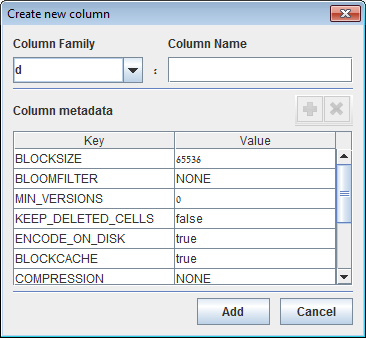 Create new column
Column Family Column Name
d :
Column metadata
Key Value
BLOCKSIZE 65536
BLOOMFILTER NONE
MIN_VERSIONS 0
KEEP_DELETED_CELLS false
ENCODE_ON_DISK true
BLOCKCACHE true
COMPRESSION NONE
Add Cancel